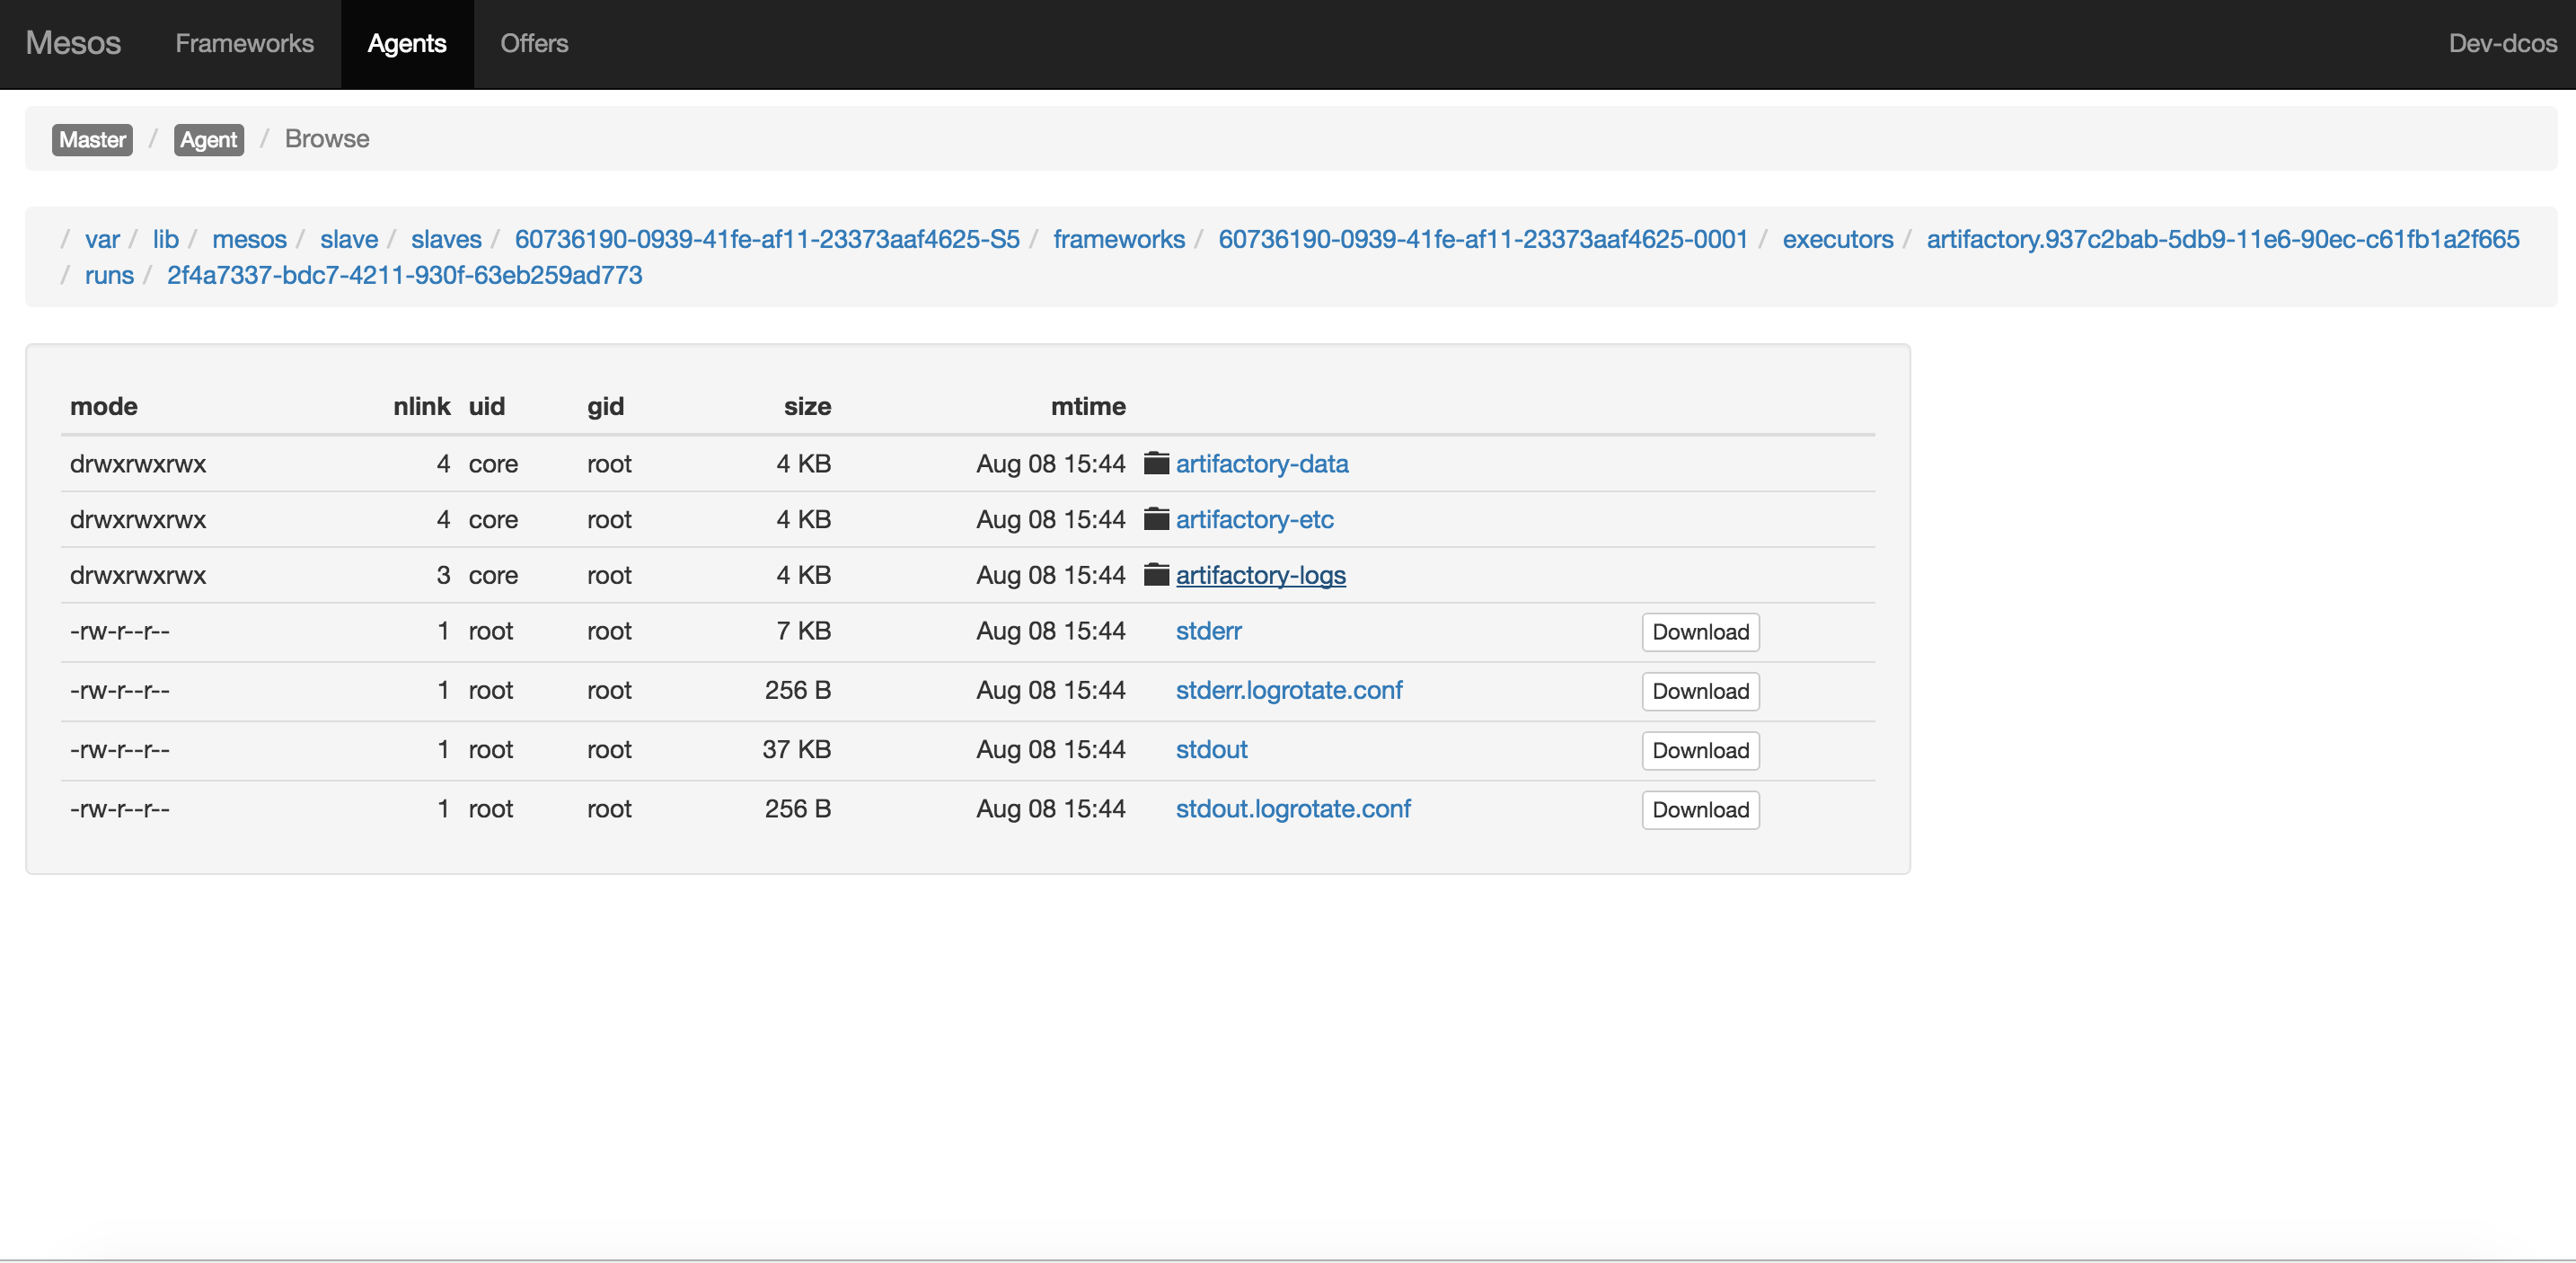 Mesos Frameworks Agents Offers Dev-dcos
Master / Agent / Browse
/ var / lib / mesos / slave / slaves / 60736190-0939-41fe-af11-23373aaf4625-S5 / frameworks / 60736190-0939-41fe-af11-23373aaf4625-0001 / executors / artifactory.937c2bab-5db9-11e6-90ec-c61fb1a2f665
/ runs / 2f4a7337-bdc7-4211-930f-63eb259ad773
mode nlink uid gid size mtime
drwxrwxrwx 4 core root 4 KB Aug 08 15:44 artifactory-data
drwxrwxrwx 4 core root 4 KB Aug 08 15:44 artifactory-etc
drwxrwxrwx 3 core root 4 KB Aug 08 15:44 artifactory-logs
-rw-r--r-- 1 root root 7 KB Aug 08 15:44 stderr Download
-rw-r--r-- 1 root root 256 B Aug 08 15:44 stderr.logrotate.conf Download
-rw-r--r-- 1 root root 37 KB Aug 08 15:44 stdout Download
-rw-r--r-- 1 root root 256 B Aug 08 15:44 stdout.logrotate.conf Download